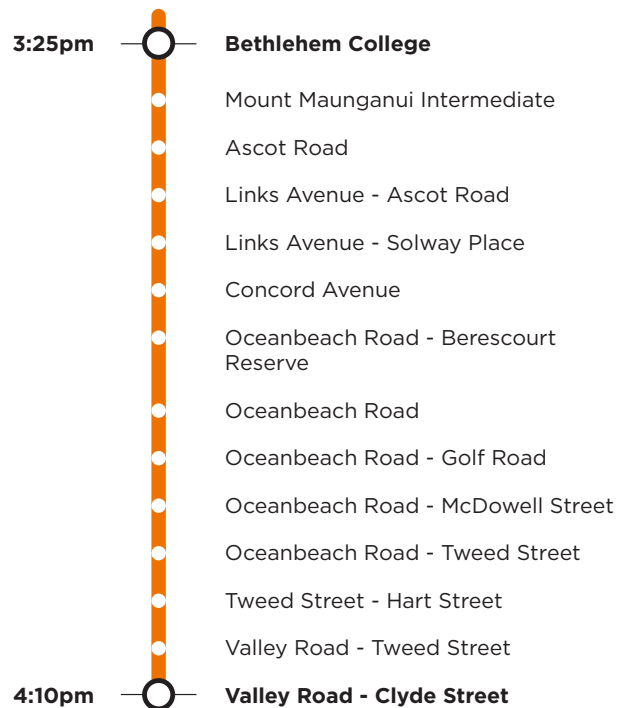 3:25pm Bethlehem College
Mount Maunganui Intermediate
Ascot Road
Links Avenue - Ascot Road
Links Avenue - Solway Place
Concord Avenue
Oceanbeach Road - Berescourt
Reserve
Oceanbeach Road
Oceanbeach Road - Golf Road
Oceanbeach Road - McDowell Street
Oceanbeach Road - Tweed Street
Tweed Street - Hart Street
Valley Road - Tweed Street
4:10pm Valley Road - Clyde Street